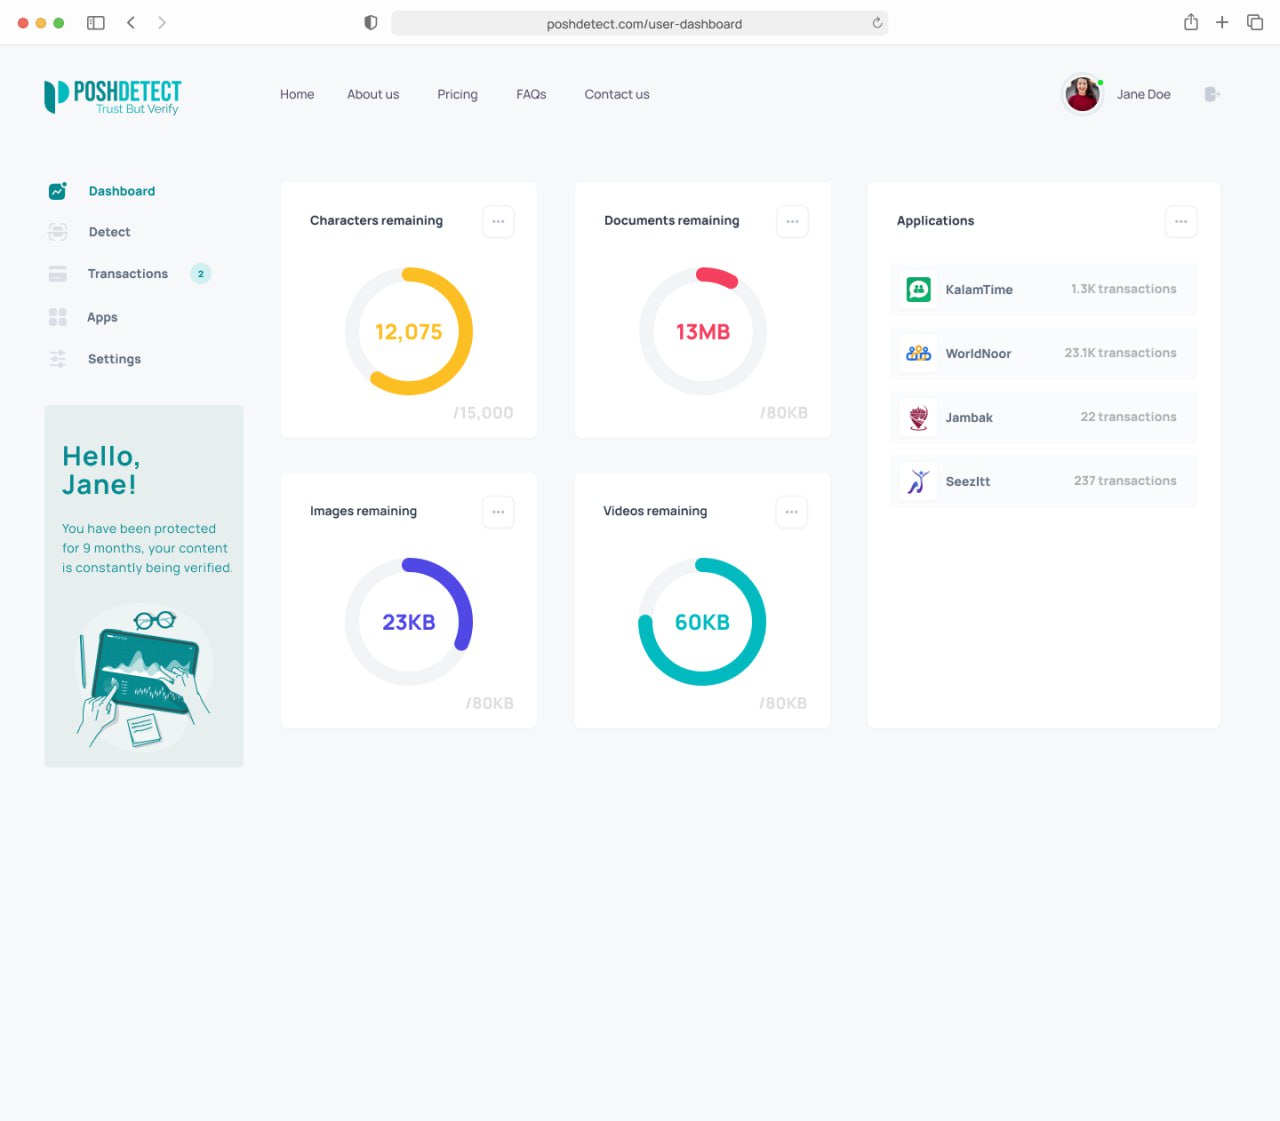 poshdetect.com/user-dashboard
POSHDETECT
Trust But Verify
Home
About us
Pricing
FAQs
Contact us
Jane Doe
Dashboard
Detect
Transactions
2
Apps
Settings
Hello,
Jane!
You have been protected
for 9 months, your content
is constantly being verified.
Characters remaining
12,075
/15,000
Documents remaining
13MB
/80KB
Images remaining
23KB
/80KB
Videos remaining
60KB
/80KB
Applications
KalamTime
1.3K transactions
WorldNoor
23.1K transactions
Jambak
22 transactions
SeezItt
237 transactions